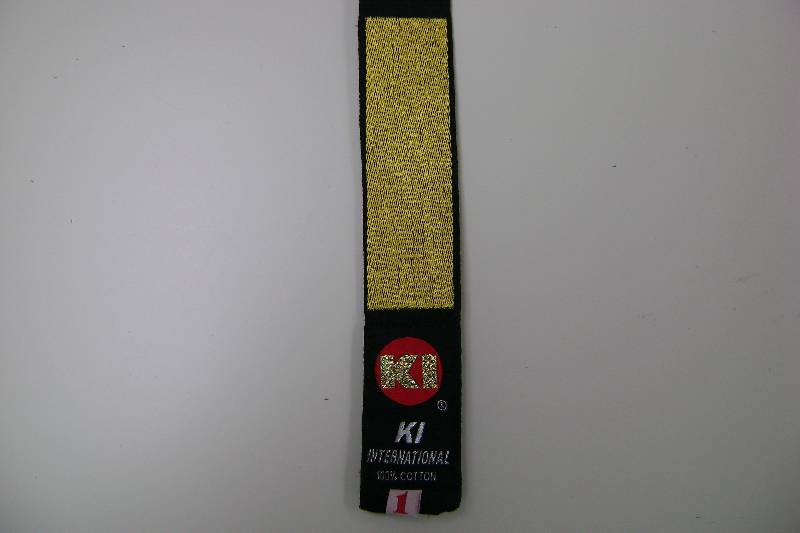 KI
®
KI
INTERNATIONAL
100% COTTON
1